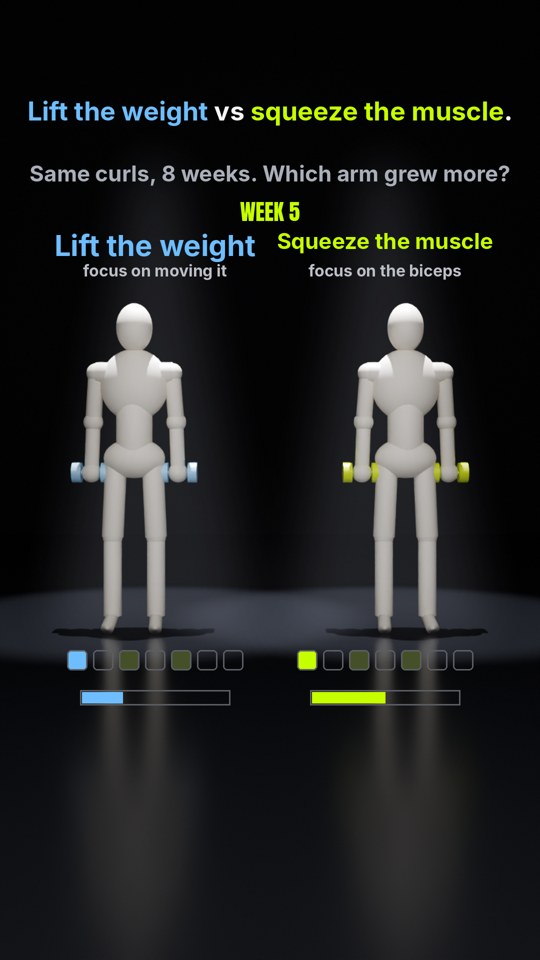 Lift the weight vs squeeze the muscle.
Same curls, 8 weeks. Which arm grew more?
WEEK 5
Lift the weight
focus on moving it
Squeeze the muscle
focus on the biceps